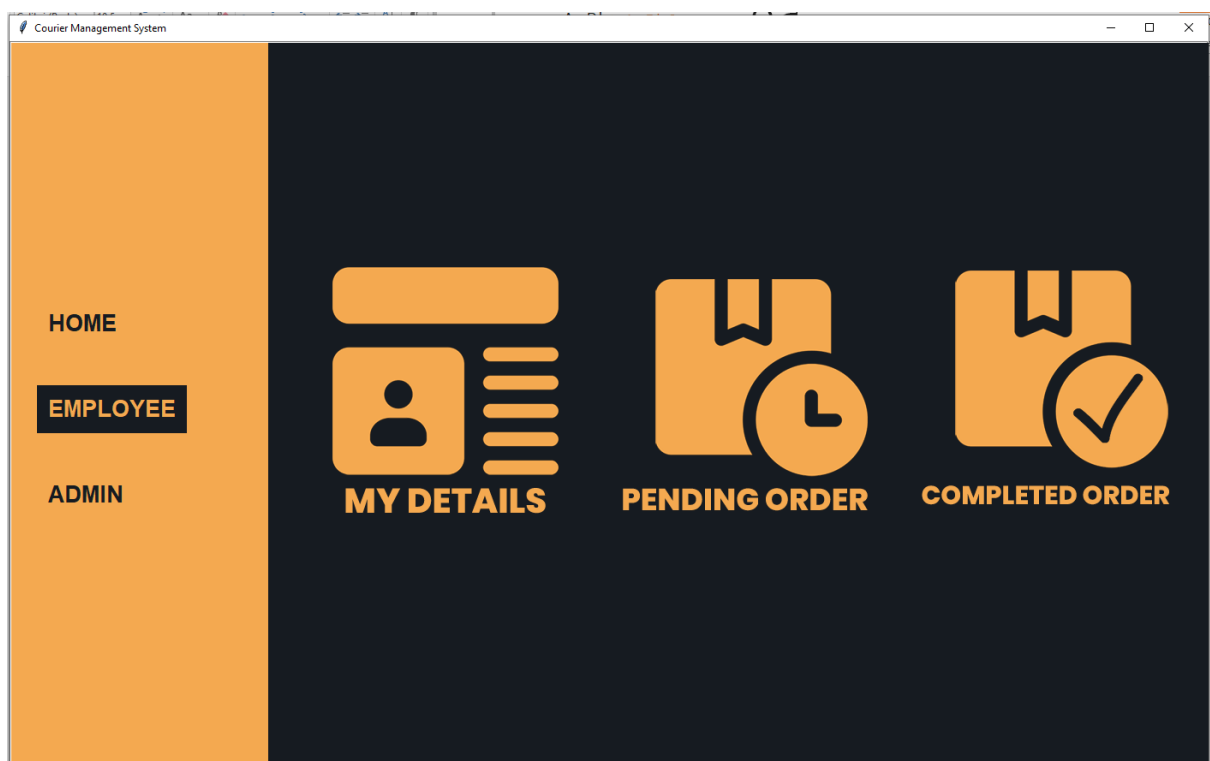 Courier Management System
HOME
EMPLOYEE
ADMIN
MY DETAILS
PENDING ORDER
COMPLETED ORDER